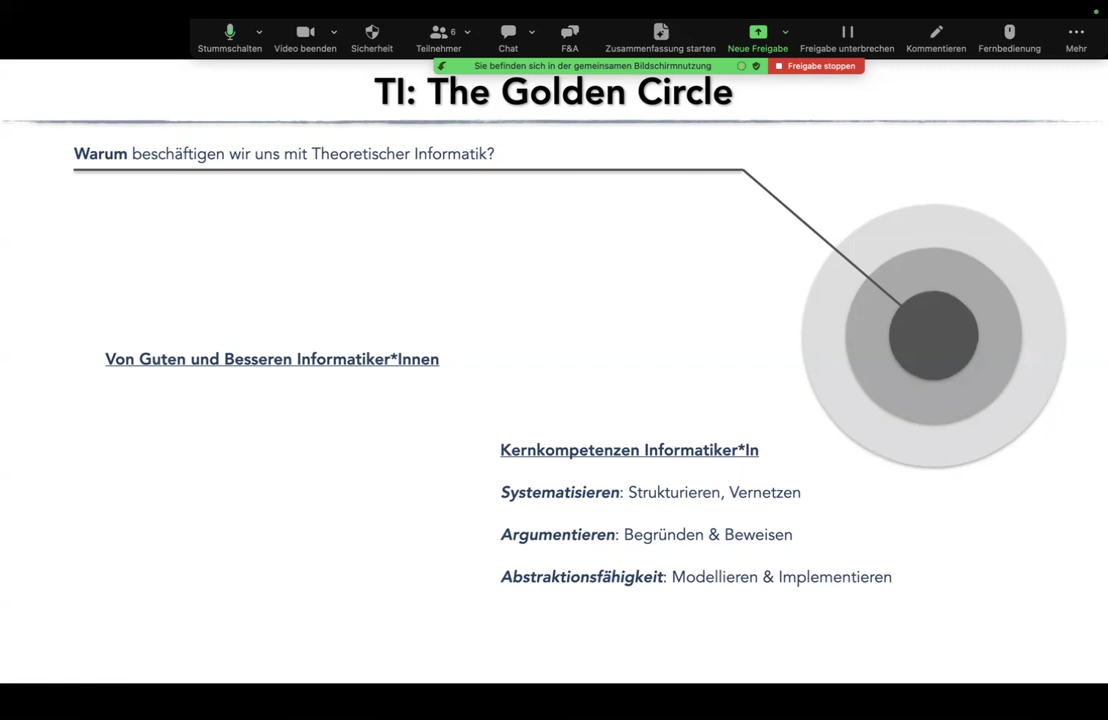 Stummschalten
Video beenden
Sicherheit
6
Teilnehmer
Chat
F&A
Zusammenfassung starten
Neue Freigabe
Freigabe unterbrechen
Kommentieren
Fernbedienung
Mehr
Sie befinden sich in der gemeinsamen Bildschirmnutzung
Freigabe stoppen
TI: The Golden Circle
Warum beschäftigen wir uns mit Theoretischer Informatik?
Von Guten und Besseren Informatiker*Innen
Kernkompetenzen Informatiker*In
Systematisieren: Strukturieren, Vernetzen
Argumentieren: Begründen & Beweisen
Abstraktionsfähigkeit: Modellieren & Implementieren